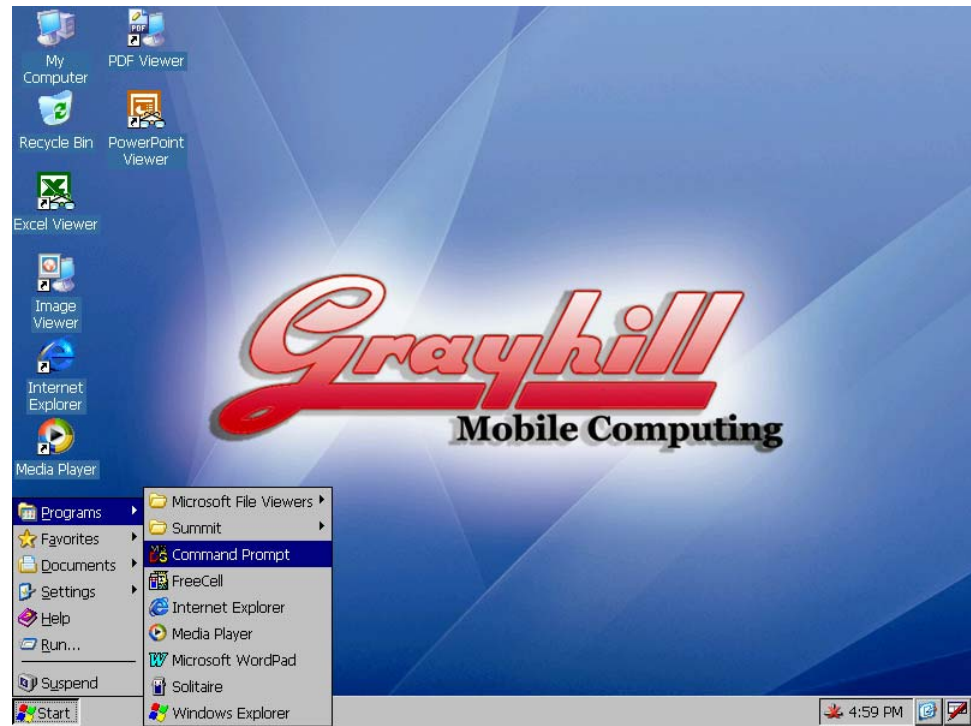 My
Computer
PDF Viewer
Recycle Bin
PowerPoint
Viewer
Excel Viewer
Image
Viewer
Internet
Explorer
Media Player
Grayhill
Mobile Computing
Programs
Favorites
Documents
Settings
Help
Run...
Suspend
Microsoft File Viewers
Summit
Command Prompt
FreeCell
Internet Explorer
Media Player
Microsoft WordPad
Solitaire
Windows Explorer
Start
4:59 PM